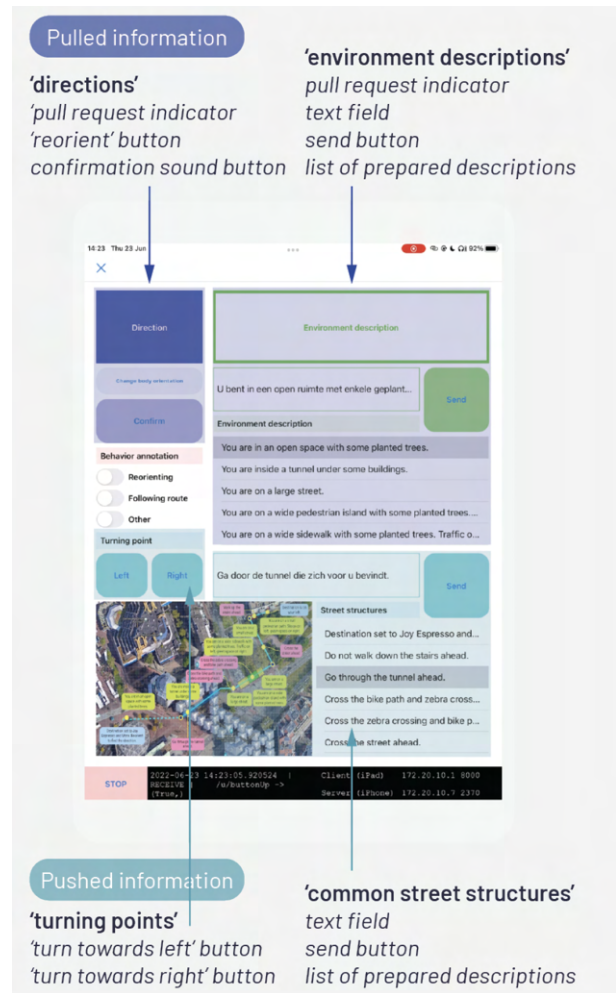 Pulled information
‘directions’
‘pull request indicator
‘reorient’ button
confirmation sound button
‘environment descriptions’
pull request indicator
text field
send button
list of prepared descriptions
14:23 Thu 23 Jun
92%
Direction
Environment description
Change body orientation
Confirm
U bent in een open ruimte met enkele geplant...
Send
Environment description
You are in an open space with some planted trees.
You are inside a tunnel under some buildings.
You are on a large street.
You are on a wide pedestrian island with some planted trees....
You are on a wide sidewalk with some planted trees. Traffic o...
Behavior annotation
Reorienting
Following route
Other
Turning point
Left
Right
Ga door de tunnel die zich voor u bevindt.
Send
Street structures
Destination set to Joy Espresso and...
Do not walk down the stairs ahead.
Go through the tunnel ahead.
Cross the bike path and zebra cross...
Cross the zebra crossing and bike p...
Cross the street ahead.
STOP
2022-06-23 14:23:05.920524 |
RECEIVE | /u/buttonUp ->
(True,)
Client (iPad) 172.20.10.1 8000
Server (iPhone) 172.20.10.7 2370
Pushed information
‘turning points’
‘turn towards left’ button
‘turn towards right’ button
‘common street structures’
text field
send button
list of prepared descriptions